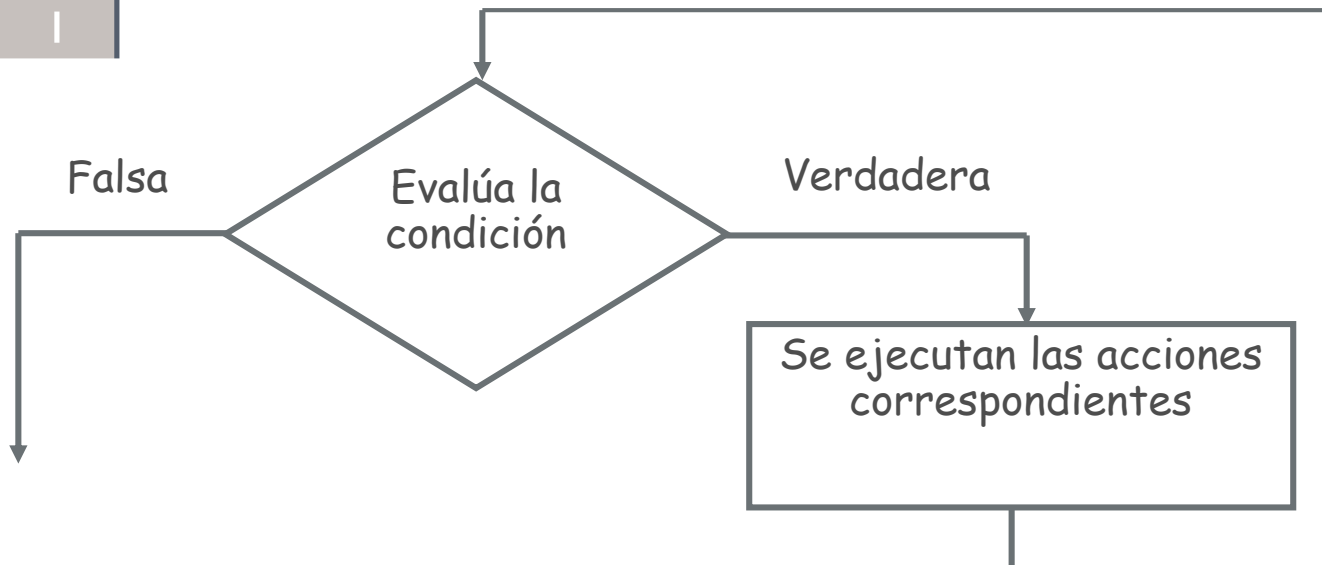 Falsa
Evalúa la
condición
Verdadera
Se ejecutan las acciones
correspondientes